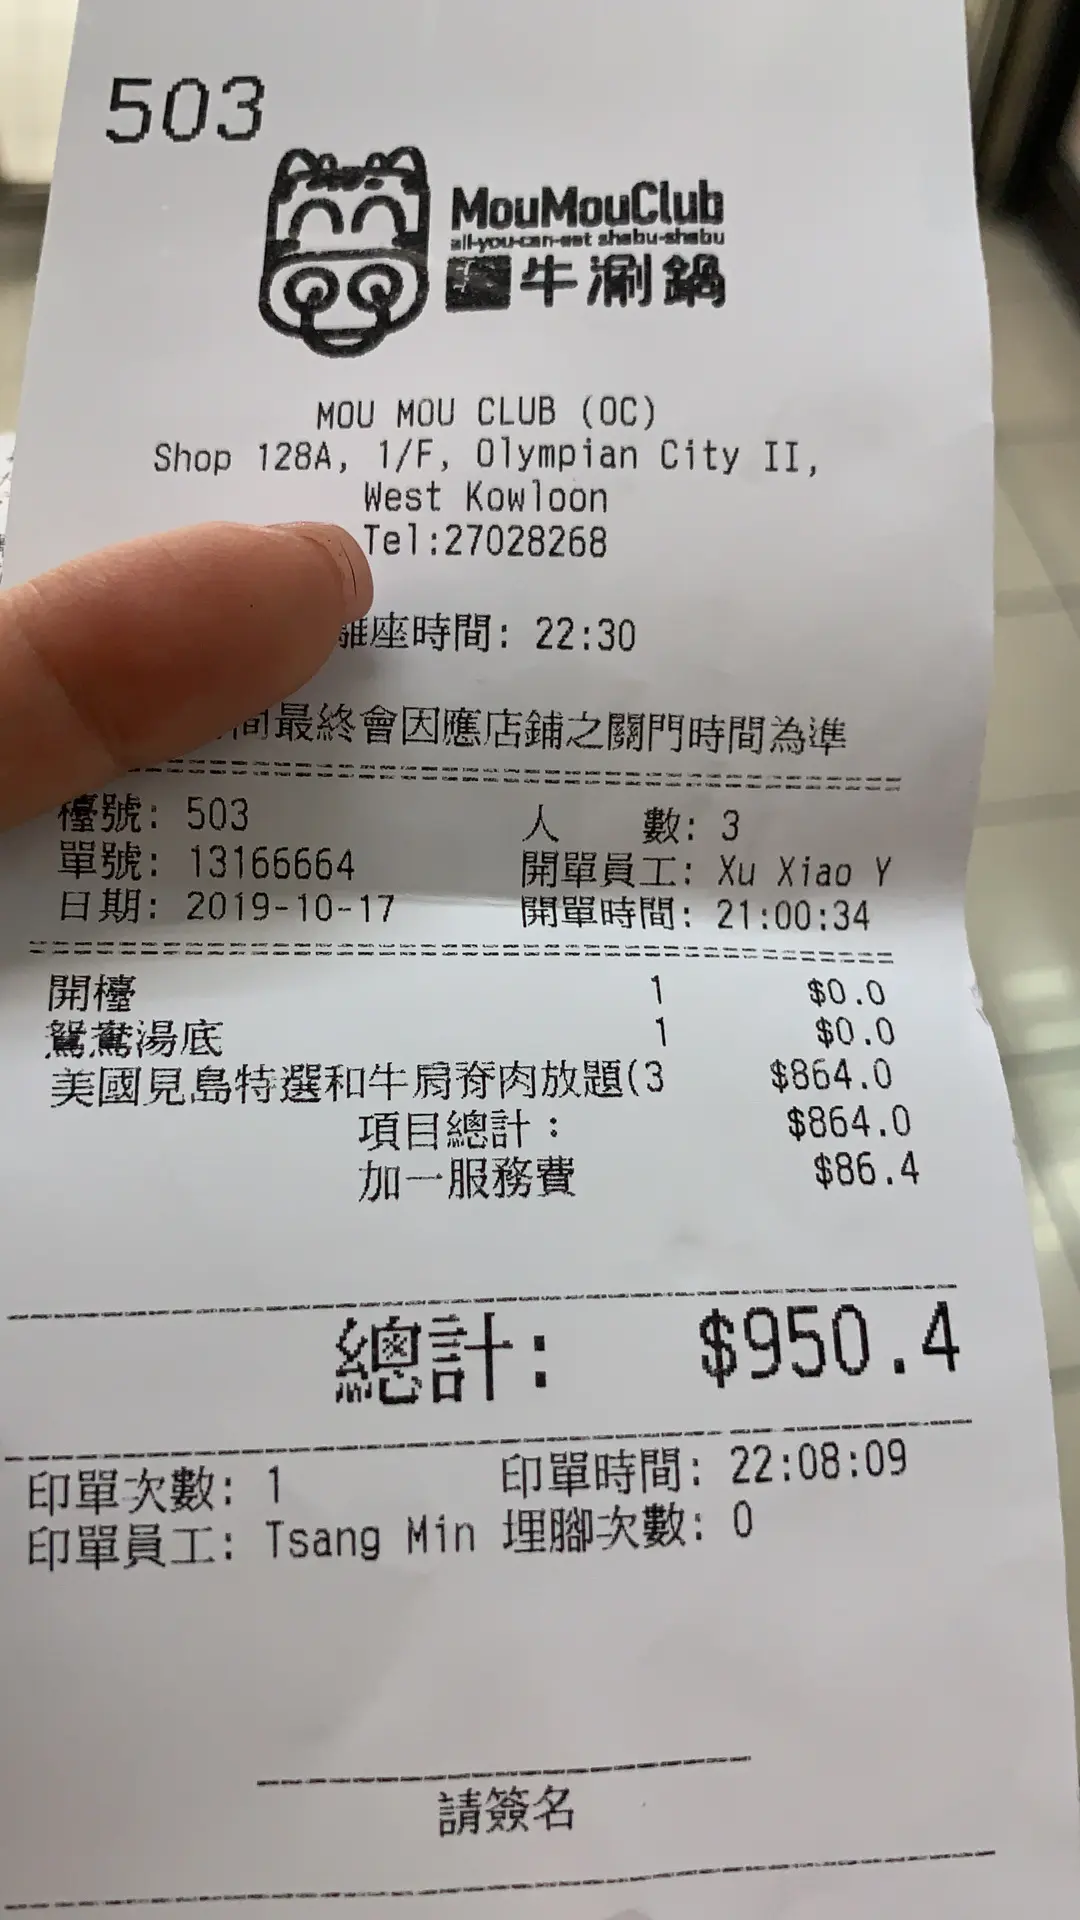 503
MouMouClub
all-you-can-eat shabu-shabu
牛涮鍋
MOU MOU CLUB (OC)
Shop 128A, 1/F, Olympian City II,
West Kowloon
Tel:27028268
離座時間: 22:30
間最終會因應店鋪之關門時間為準
檯號: 503 人 數: 3
單號: 13166664 開單員工: Xu Xiao Y
日期: 2019-10-17 開單時間: 21:00:34
開檯 1 $0.0
鴛鴦湯底 1 $0.0
美國見島特選和牛肩脊肉放題(3 $864.0
項目總計: $864.0
加一服務費 $86.4
總計: $950.4
印單次數: 1 印單時間: 22:08:09
印單員工: Tsang Min 埋腳次數: 0
請簽名